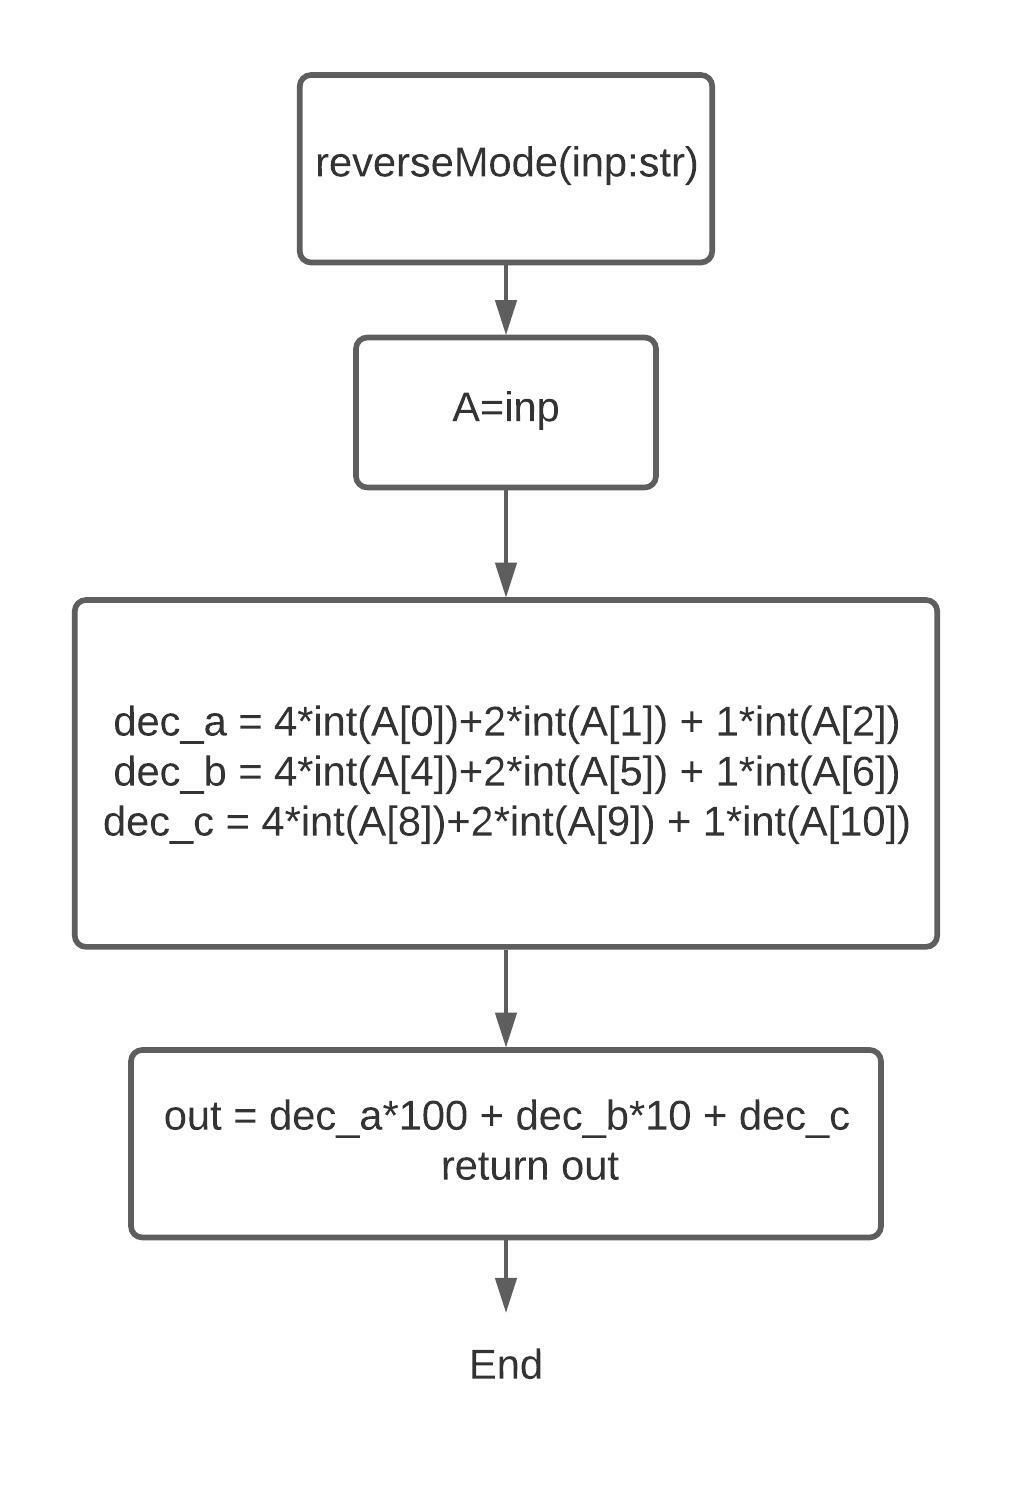 reverseMode(inp:str)
A=inp
dec_a = 4*int(A[0])+2*int(A[1]) + 1*int(A[2])
dec_b = 4*int(A[4])+2*int(A[5]) + 1*int(A[6])
dec_c = 4*int(A[8])+2*int(A[9]) + 1*int(A[10])
out = dec_a*100 + dec_b*10 + dec_c
return out
End